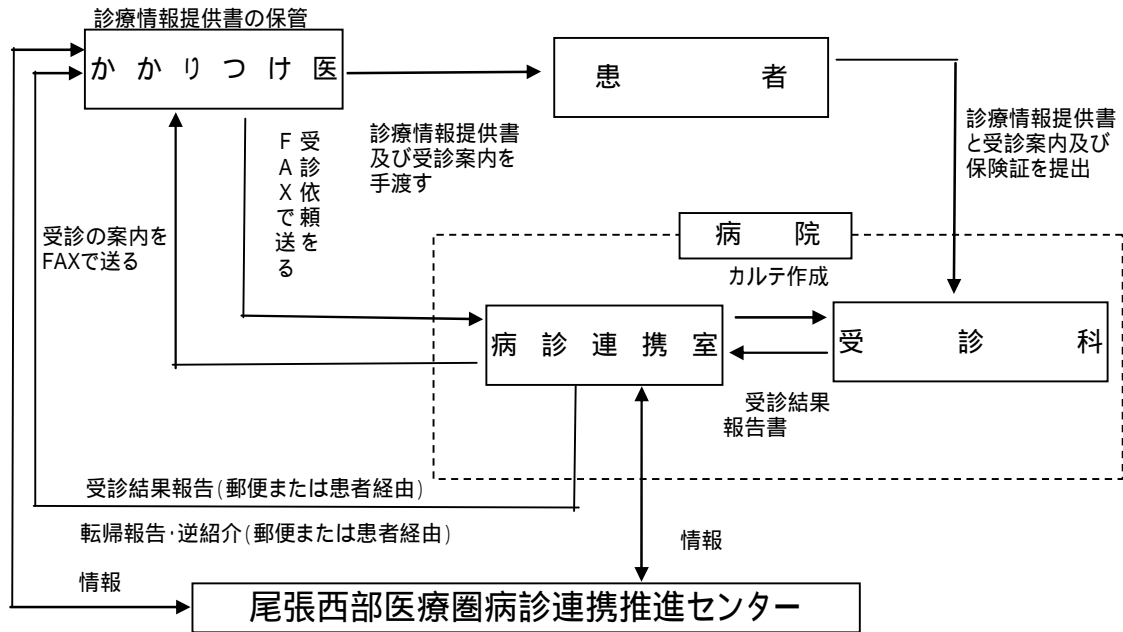 診療情報提供書の保管
かかりつけ医
患者
診療情報提供書
及び受診案内を
手渡す
診療情報提供書
と受診案内及び
保険証を提出
受診依頼を
FAXで送る
受診の案内を
FAXで送る
病院
カルテ作成
病診連携室
受診科
受診結果
報告書
受診結果報告(郵便または患者経由)
転帰報告・逆紹介(郵便または患者経由)
情報
情報
尾張西部医療圏病診連携推進センター